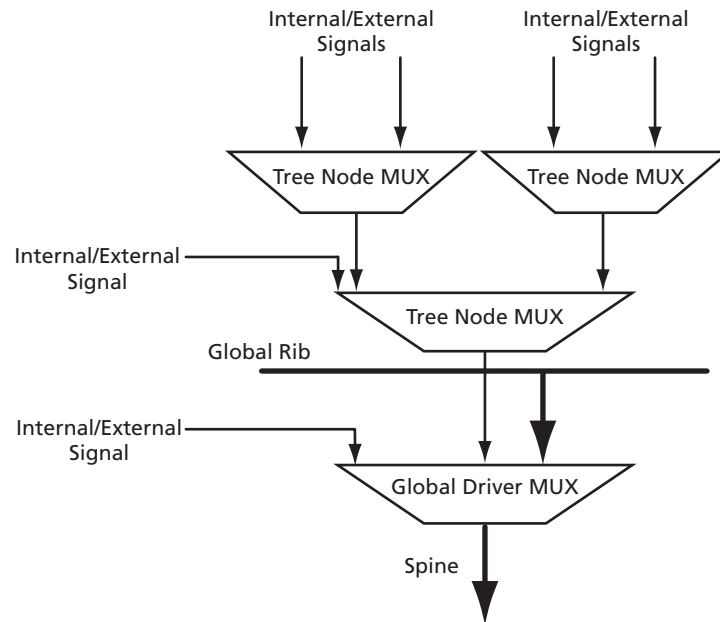 Internal/External
Signals
Internal/External
Signals
Tree Node MUX
Tree Node MUX
Internal/External
Signal
Tree Node MUX
Global Rib
Internal/External
Signal
Global Driver MUX
Spine